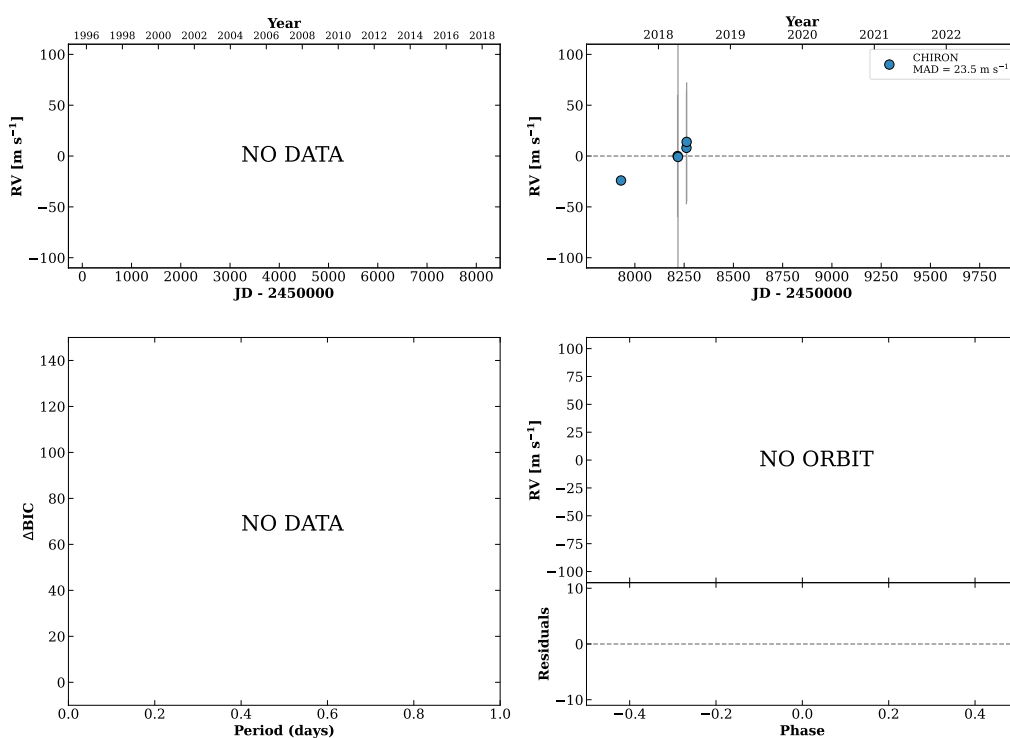 Year
1996 1998 2000 2002 2004 2006 2008 2010 2012 2014 2016 2018
100
50
0
−50
−100
RV [m s⁻¹]
NO DATA
0 1000 2000 3000 4000 5000 6000 7000 8000
JD - 2450000
Year
2018 2019 2020 2021 2022
100
50
0
−50
−100
RV [m s⁻¹]
CHIRON
MAD = 23.5 m s⁻¹
8000 8250 8500 8750 9000 9250 9500 9750
JD - 2450000
140
120
100
80
60
40
20
0
ΔBIC
NO DATA
0.0 0.2 0.4 0.6 0.8 1.0
Period (days)
100
75
50
25
0
−25
−50
−75
−100
RV [m s⁻¹]
NO ORBIT
10
0
−10
Residuals
−0.4 −0.2 0.0 0.2 0.4
Phase